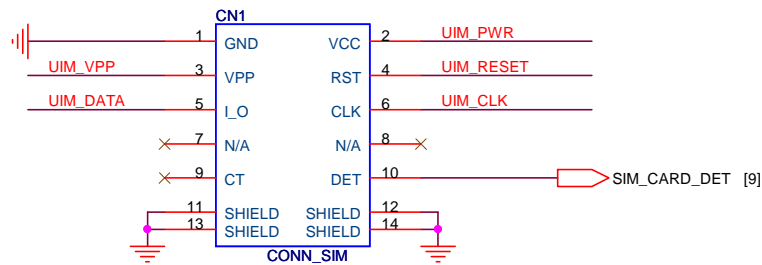 CN1
1 GND VCC 2 UIM_PWR
UIM_VPP 3 VPP RST 4 UIM_RESET
UIM_DATA 5 I_O CLK 6 UIM_CLK
7 N/A N/A 8
9 CT DET 10 SIM_CARD_DET [9]
11 SHIELD SHIELD 12
13 SHIELD SHIELD 14
CONN_SIM